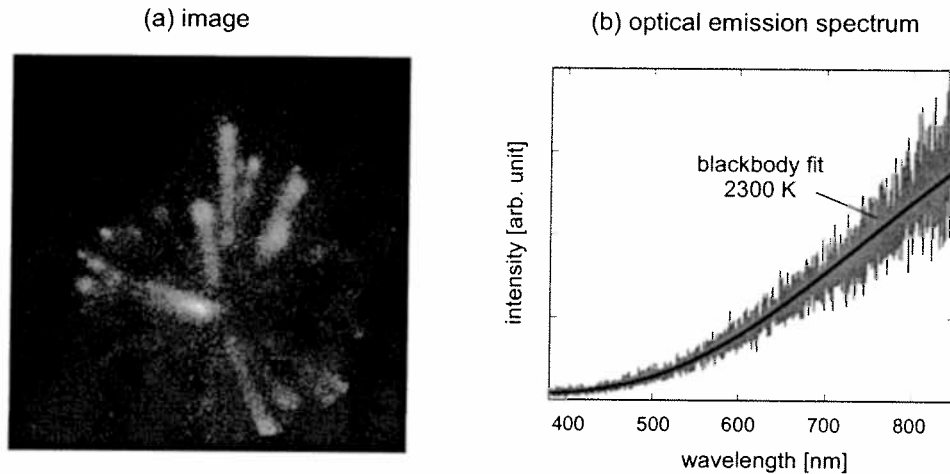 (a) image
(b) optical emission spectrum
intensity [arb. unit]
blackbody fit
2300 K
400 500 600 700 800
wavelength [nm]